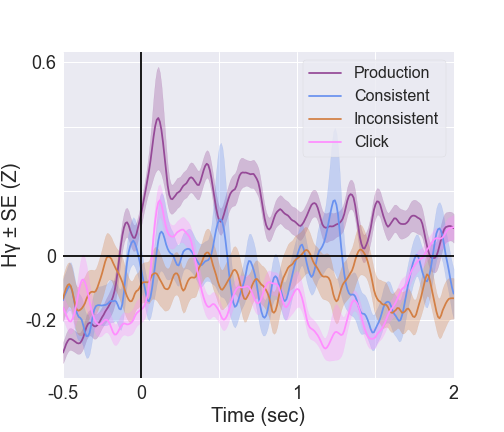 0.6
Production
Consistent
Inconsistent
Click
Hγ ± SE (Z)
0
-0.2
-0.5
0
1
2
Time (sec)